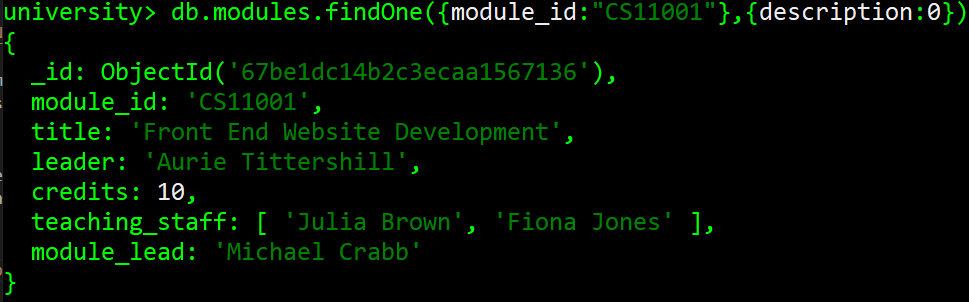 university> db.modules.findOne({module_id:"CS11001"},{description:0})
{
  _id: ObjectId('67be1dc14b2c3ecaa1567136'),
  module_id: 'CS11001',
  title: 'Front End Website Development',
  leader: 'Aurie Tittershill',
  credits: 10,
  teaching_staff: [ 'Julia Brown', 'Fiona Jones' ],
  module_lead: 'Michael Crabb'
}